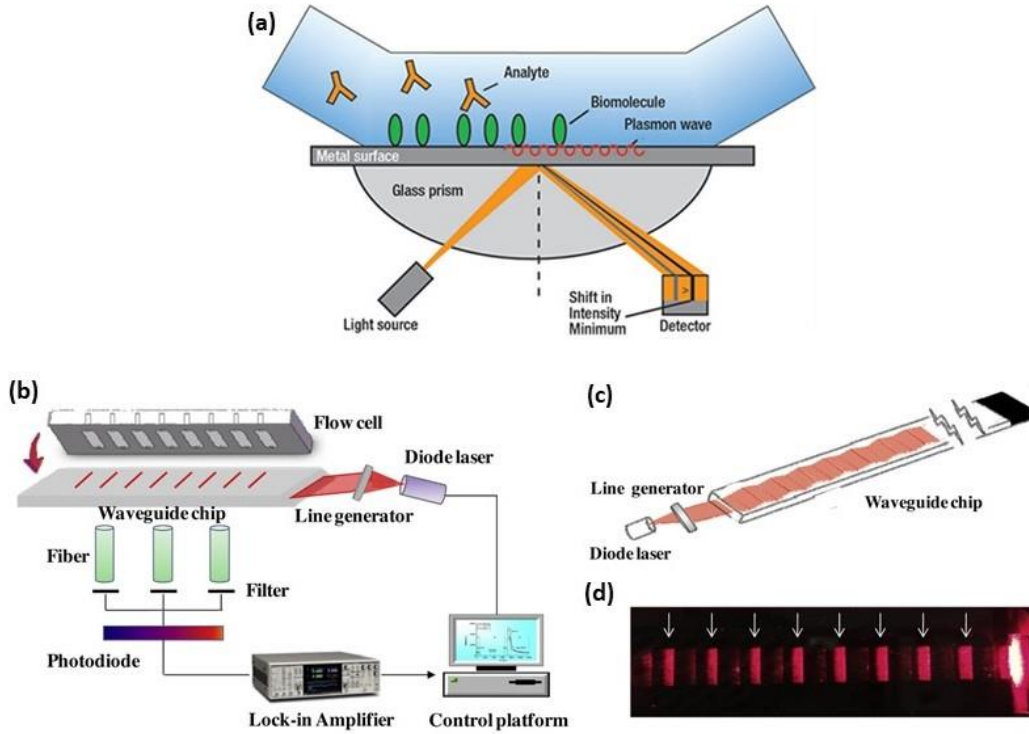 (a)
Analyte
Biomolecule
Plasmon wave
Metal surface
Glass prism
Light source
Shift in
Intensity
Minimum
Detector
(b)
Flow cell
Diode laser
Line generator
Waveguide chip
Fiber
Filter
Photodiode
Lock-in Amplifier
Control platform
(c)
Line generator
Waveguide chip
Diode laser
(d)